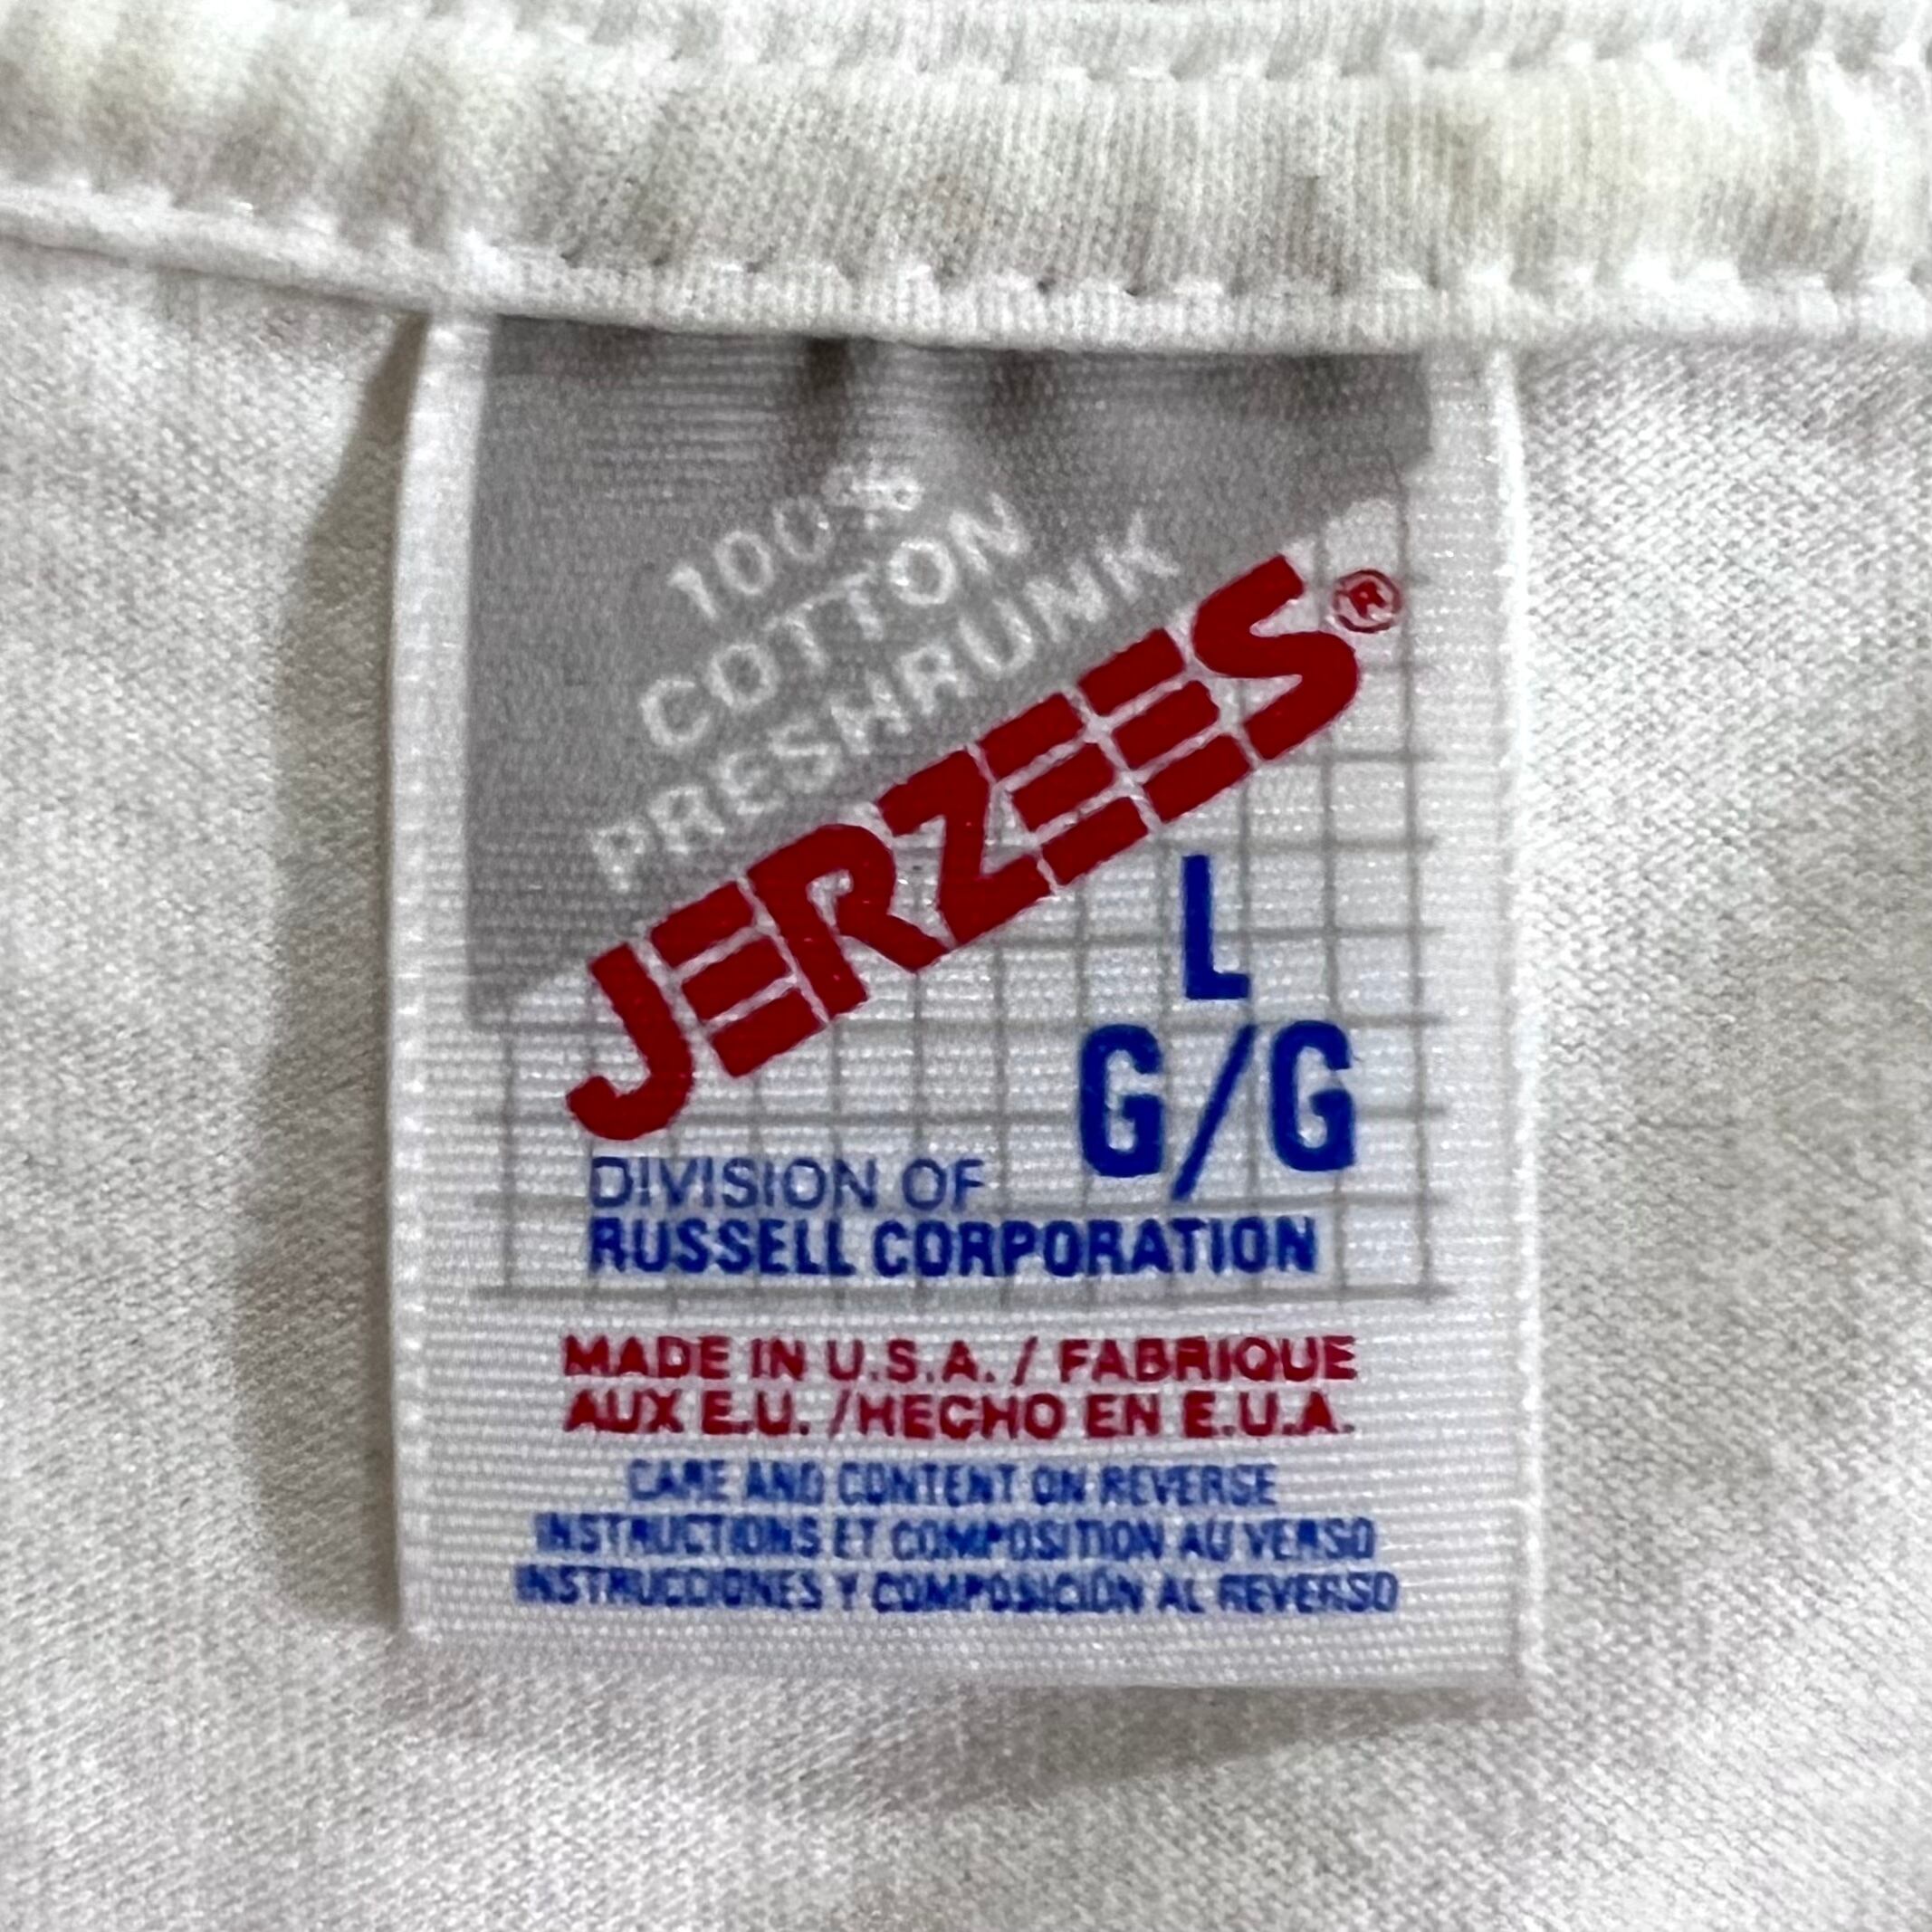 100%
COTTON
PRESHRUNK
JERZEES®
L
G/G
DIVISION OF
RUSSELL CORPORATION
MADE IN U.S.A. / FABRIQUE
AUX E.U. /HECHO EN E.U.A.
CARE AND CONTENT ON REVERSE
INSTRUCTIONS ET COMPOSITION AU VERSO
INSTRUCCIONES Y COMPOSICIÓN AL REVERSO